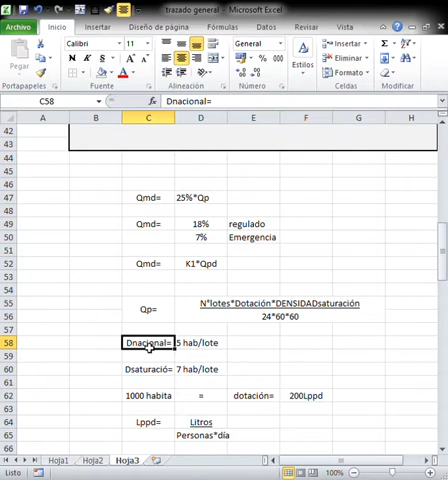 trazado general - Microsoft Excel
Archivo Inicio Insertar Diseño de página Fórmulas Datos Revisar Vista
Pegar
Portapapeles
Calibri 11
N K S
Fuente
Alineación
General
% 000
Número
Estilos
Insertar
Eliminar
Formato
Celdas
Modificar
C58 fx Dnacional=
A B C D E F G H
42
43
44
45
46
47 Qmd= 25%*Qp
48
49 18% regulado
50 7% Emergencia
51
52 Qmd= K1*Qpd
53
54
55 Qp= N°lotes*Dotación*DENSIDADsaturación
56 24*60*60
57
58 Dnacional= 5 hab/lote
59
60 Dsaturació= 7 hab/lote
61
62 1000 habita = dotación= 200Lppd
63
64 Lppd= Litros
65 Personas*día
66
Hoja1 Hoja2 Hoja3
Listo 100%